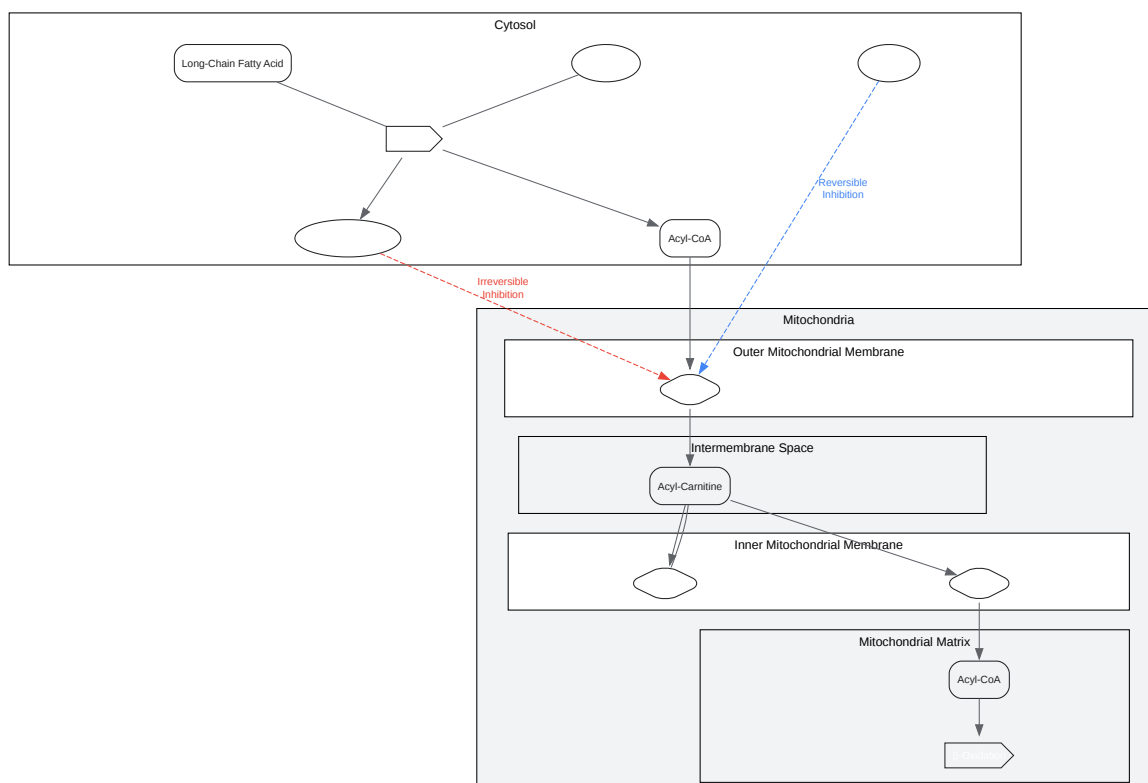 Cytosol
Long-Chain Fatty Acid
Reversible
Inhibition
Acyl-CoA
Irreversible
Inhibition
Mitochondria
Outer Mitochondrial Membrane
Intermembrane Space
Acyl-Carnitine
Inner Mitochondrial Membrane
Mitochondrial Matrix
Acyl-CoA